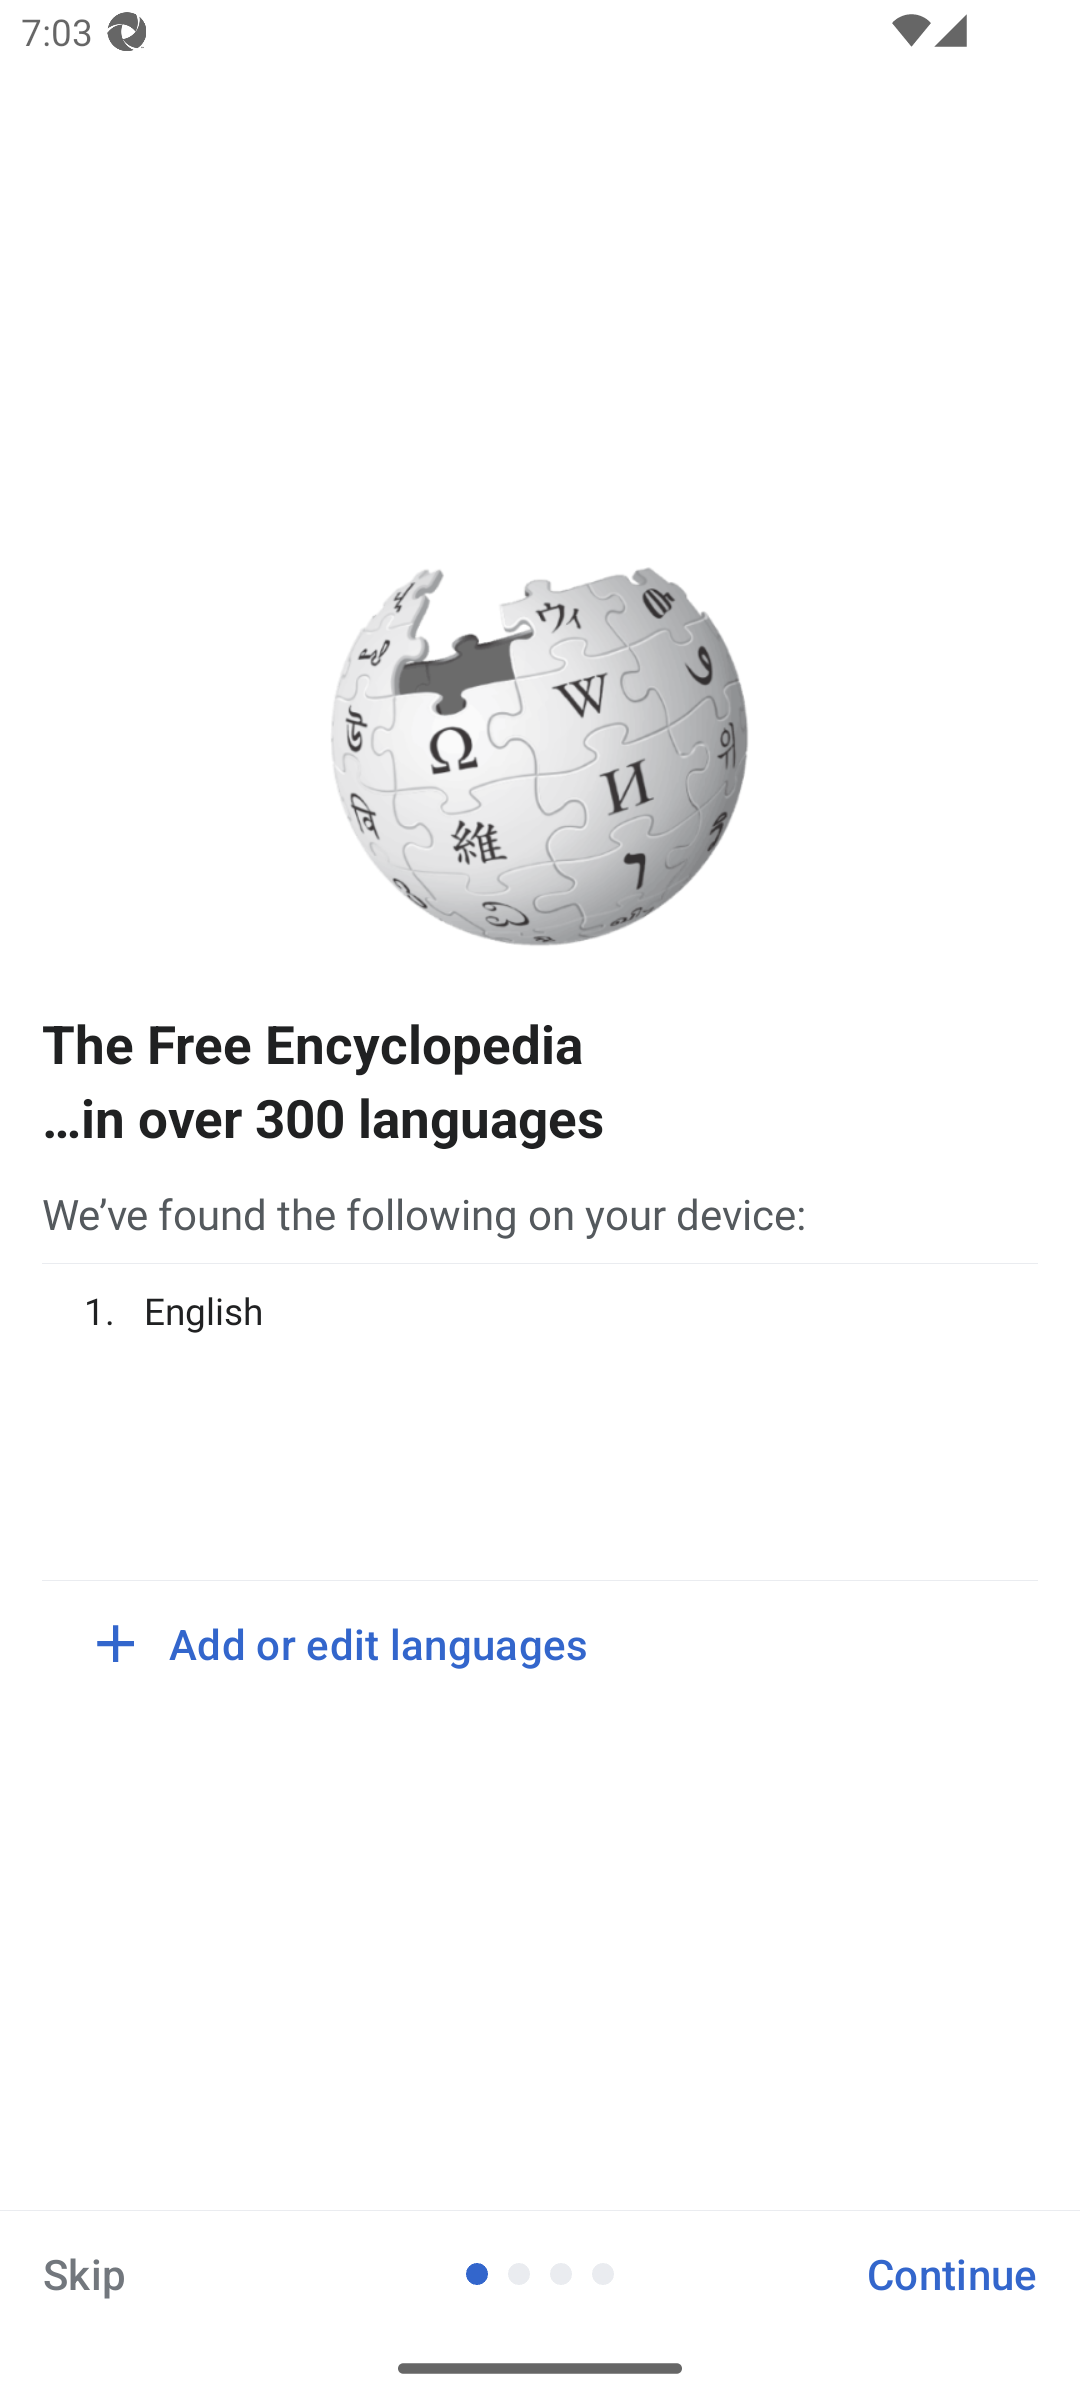 7:03
ウィ
W
Ω
И
維
ו
The Free Encyclopedia
…in over 300 languages
We’ve found the following on your device:
1. English
Add or edit languages
Skip
Continue